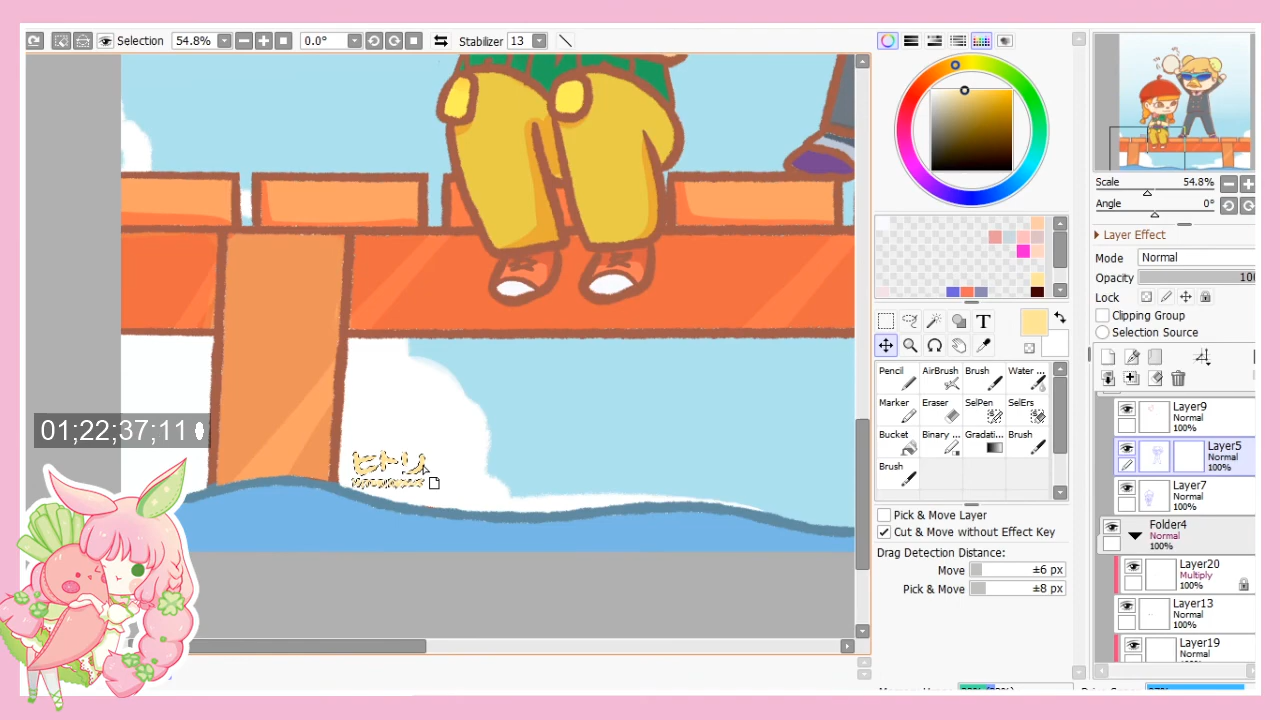 Selection 54.8% 0.0° Stabilizer 13
Scale 54.8%
Angle 0°
Layer Effect
Mode Normal
Opacity 100
Lock
Clipping Group
Selection Source
T
Pencil AirBrush Brush Water ...
Marker Eraser SelPen SelErs
Bucket Binary ... Gradati... Brush
Brush
Pick & Move Layer
Cut & Move without Effect Key
Drag Detection Distance:
Move ±6 px
Pick & Move ±8 px
Layer9
Normal
100%
Layer5
Normal
100%
Layer7
Normal
100%
Folder4
Normal
100%
Layer20
Multiply
100%
Layer13
Normal
100%
Layer19
Normal
01;22;37;11